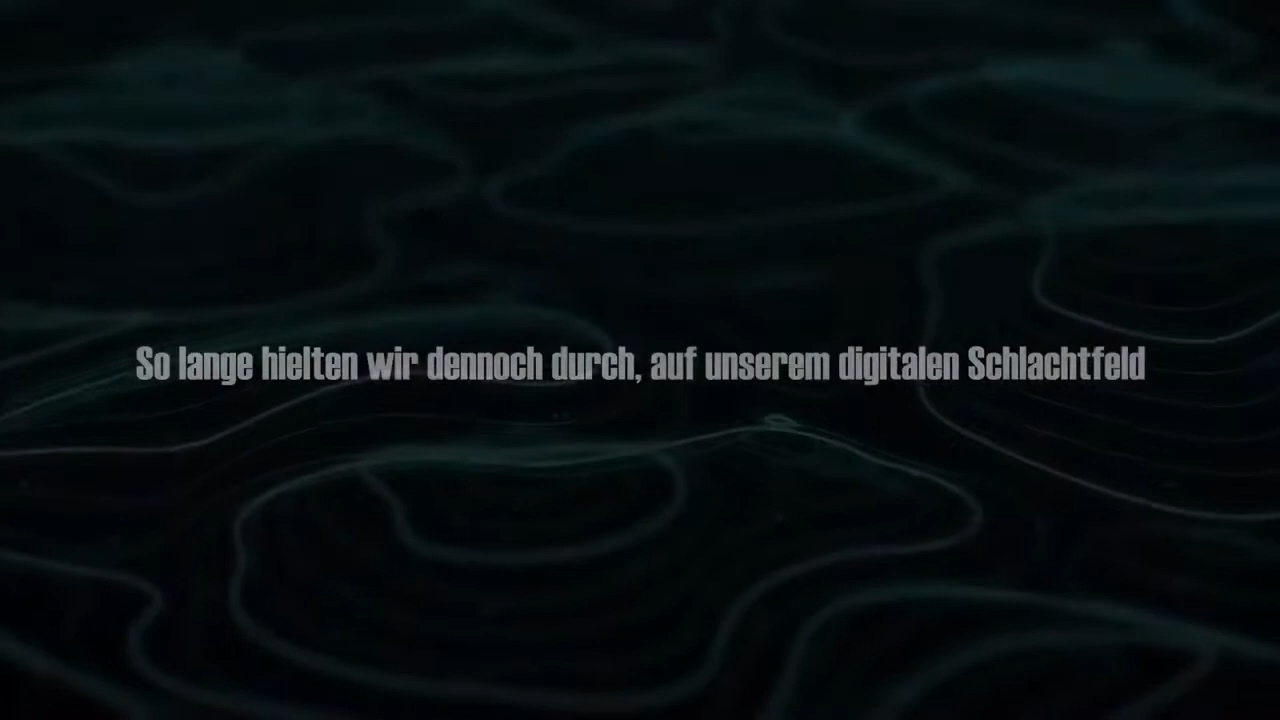 So lange hielten wir dennoch durch, auf unserem digitalen Schlachtfeld